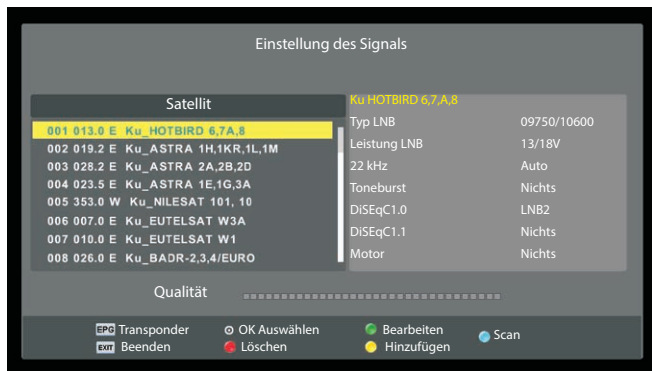 Einstellung des Signals
Satellit
001 013.0 E Ku_HOTBIRD 6,7A,8
002 019.2 E Ku_ASTRA 1H,1KR,1L,1M
003 028.2 E Ku_ASTRA 2A,2B,2D
004 023.5 E Ku_ASTRA 1E,1G,3A
005 353.0 W Ku_NILESAT 101, 10
006 007.0 E Ku_EUTELSAT W3A
007 010.0 E Ku_EUTELSAT W1
008 026.0 E Ku_BADR-2,3,4/EURO
Ku HOTBIRD 6,7,A,8
Typ LNB 09750/10600
Leistung LNB 13/18V
22 kHz Auto
Toneburst Nichts
DiSEqC1.0 LNB2
DiSEqC1.1 Nichts
Motor Nichts
Qualität
EPG Transponder OK Auswählen Bearbeiten Scan
EXIT Beenden Löschen Hinzufügen